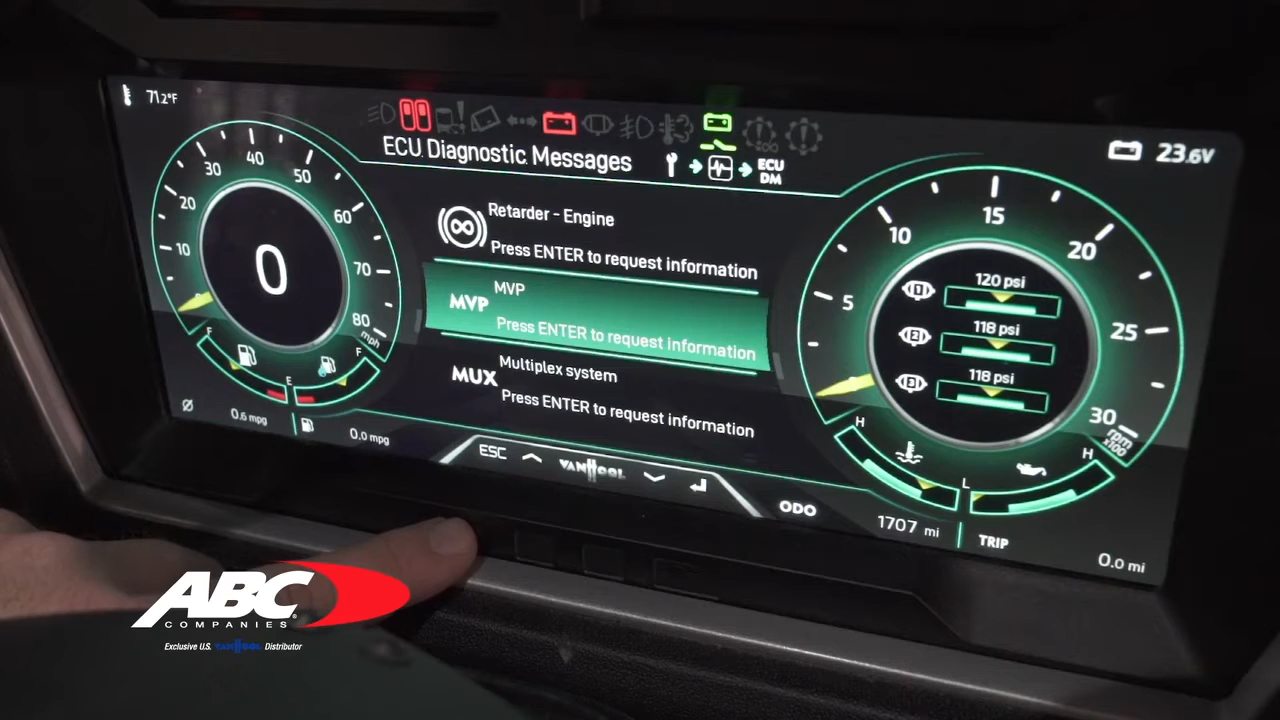 71.2°F
23.6V
ECU Diagnostic Messages
ECU
DM
Retarder - Engine
Press ENTER to request information
MVP
MVP
Press ENTER to request information
MUX
Multiplex system
Press ENTER to request information
10
20
30
40
50
60
70
80
mph
0
F
E
F
0.6 mpg
0.0 mpg
5
10
15
20
25
30
rpm
x100
1
120 psi
2
118 psi
3
118 psi
H
L
H
ESC
VANHOOL
ODO
1707 mi
TRIP
0.0 mi
ABC
COMPANIES
Exclusive U.S. VANHOOL Distributor